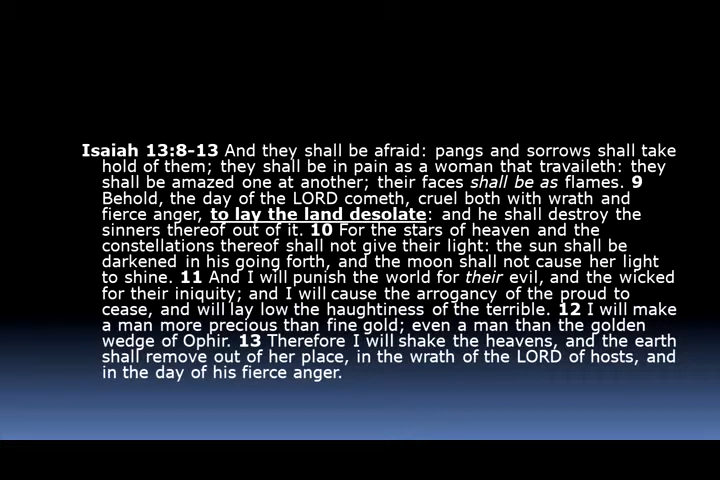 Isaiah 13:8-13 And they shall be afraid: pangs and sorrows shall take
hold of them; they shall be in pain as a woman that travaileth: they
shall be amazed one at another; their faces shall be as flames. 9
Behold, the day of the LORD cometh, cruel both with wrath and
fierce anger, to lay the land desolate: and he shall destroy the
sinners thereof out of it. 10 For the stars of heaven and the
constellations thereof shall not give their light: the sun shall be
darkened in his going forth, and the moon shall not cause her light
to shine. 11 And I will punish the world for their evil, and the wicked
for their iniquity; and I will cause the arrogancy of the proud to
cease, and will lay low the haughtiness of the terrible. 12 I will make
a man more precious than fine gold; even a man than the golden
wedge of Ophir. 13 Therefore I will shake the heavens, and the earth
shall remove out of her place, in the wrath of the LORD of hosts, and
in the day of his fierce anger.